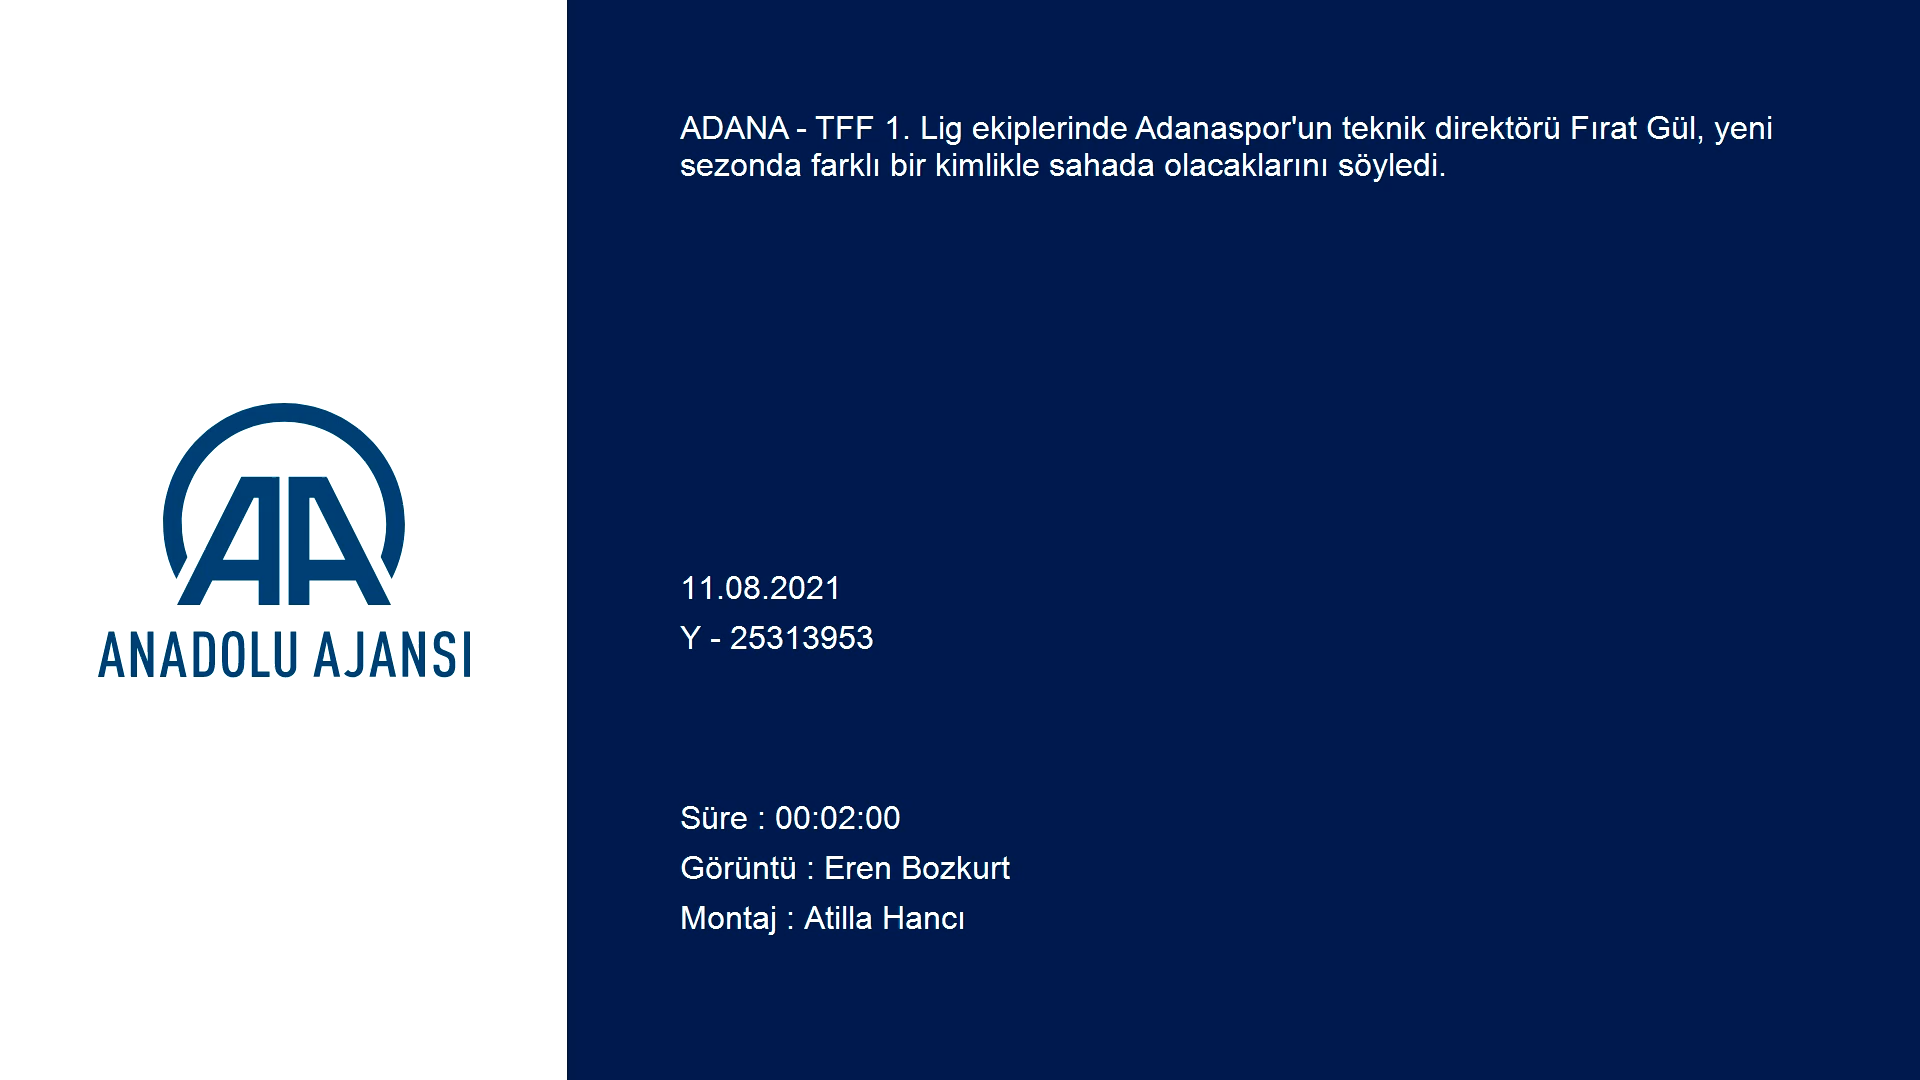 ADANA - TFF 1. Lig ekiplerinde Adanaspor'un teknik direktörü Fırat Gül, yeni
sezonda farklı bir kimlikle sahada olacaklarını söyledi.
AA
ANADOLU AJANSI
11.08.2021
Y - 25313953
Süre : 00:02:00
Görüntü : Eren Bozkurt
Montaj : Atilla Hancı